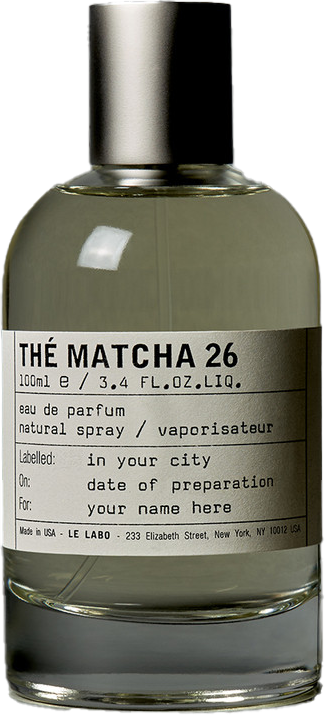 THÉ MATCHA 26
100ml e / 3.4 FL.OZ.LIQ.
eau de parfum
natural spray / vaporisateur
Labelled: in your city
On: date of preparation
For: your name here
Made in USA - LE LABO - 233 Elizabeth Street, New York, NY 10012 USA